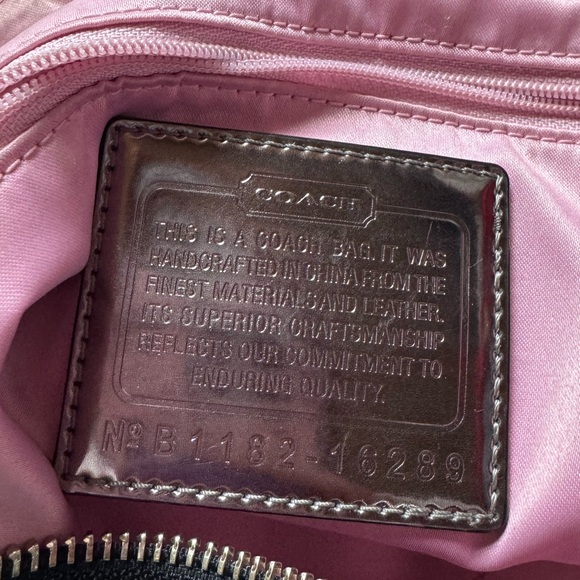 COACH
THIS IS A COACH BAG. IT WAS
HANDCRAFTED IN CHINA FROM THE
FINEST MATERIALS AND LEATHER.
ITS SUPERIOR CRAFTSMANSHIP
REFLECTS OUR COMMITMENT TO
ENDURING QUALITY.
Nº B1182-16289